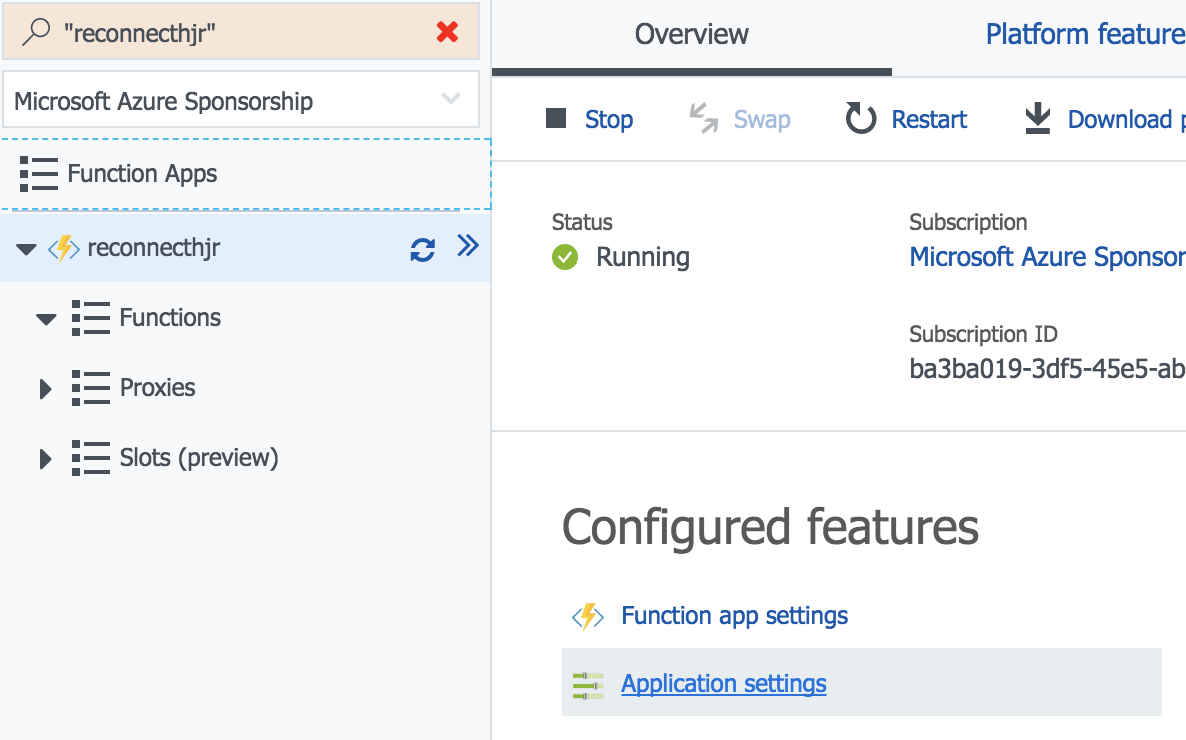 "reconnecthjr"
Microsoft Azure Sponsorship
Function Apps
reconnecthjr
Functions
Proxies
Slots (preview)
Overview
Platform feature
Stop
Swap
Restart
Download p
Status
Running
Subscription
Microsoft Azure Sponsor
Subscription ID
ba3ba019-3df5-45e5-ab
Configured features
Function app settings
Application settings